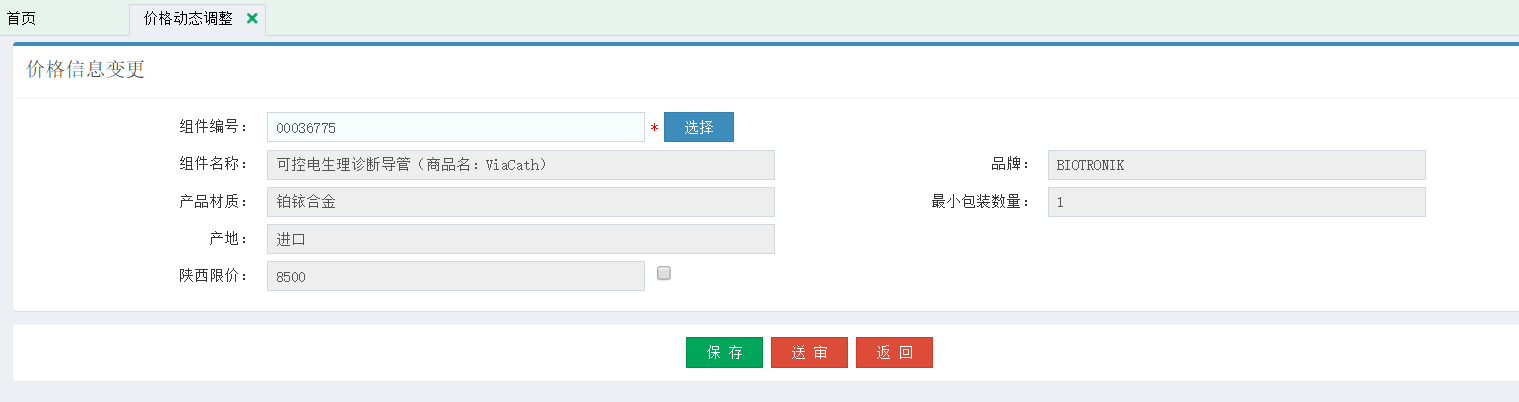 首页 价格动态调整
价格信息变更
组件编号： 00036775 * 选择
组件名称： 可控电生理诊断导管（商品名：ViaCath） 品牌： BIOTRONIK
产品材质： 铂铱合金 最小包装数量： 1
产地： 进口
陕西限价： 8500
保 存 送 审 返 回